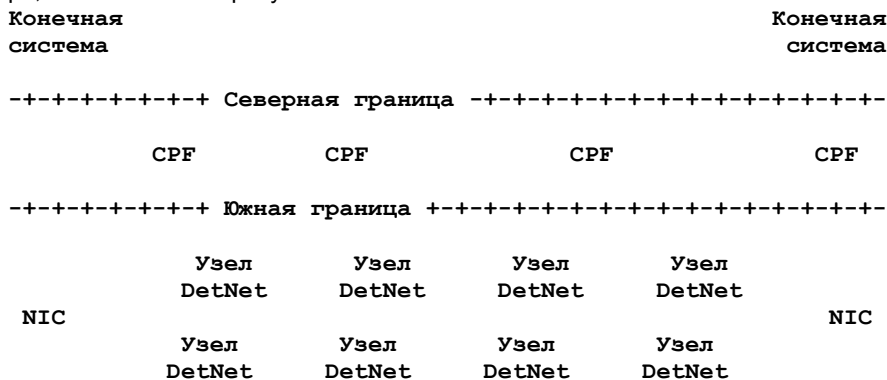 Конечная Конечная
система система
-+-+-+-+-+-+-+ Северная граница -+-+-+-+-+-+-+-+-+-+-+-+-+-+-
CPF CPF CPF CPF
-+-+-+-+-+-+-+ Южная граница +-+-+-+-+-+-+-+-+-+-+-+-+-+-+-+-
Узел Узел Узел Узел
DetNet DetNet DetNet DetNet
NIC NIC
Узел Узел Узел Узел
DetNet DetNet DetNet DetNet